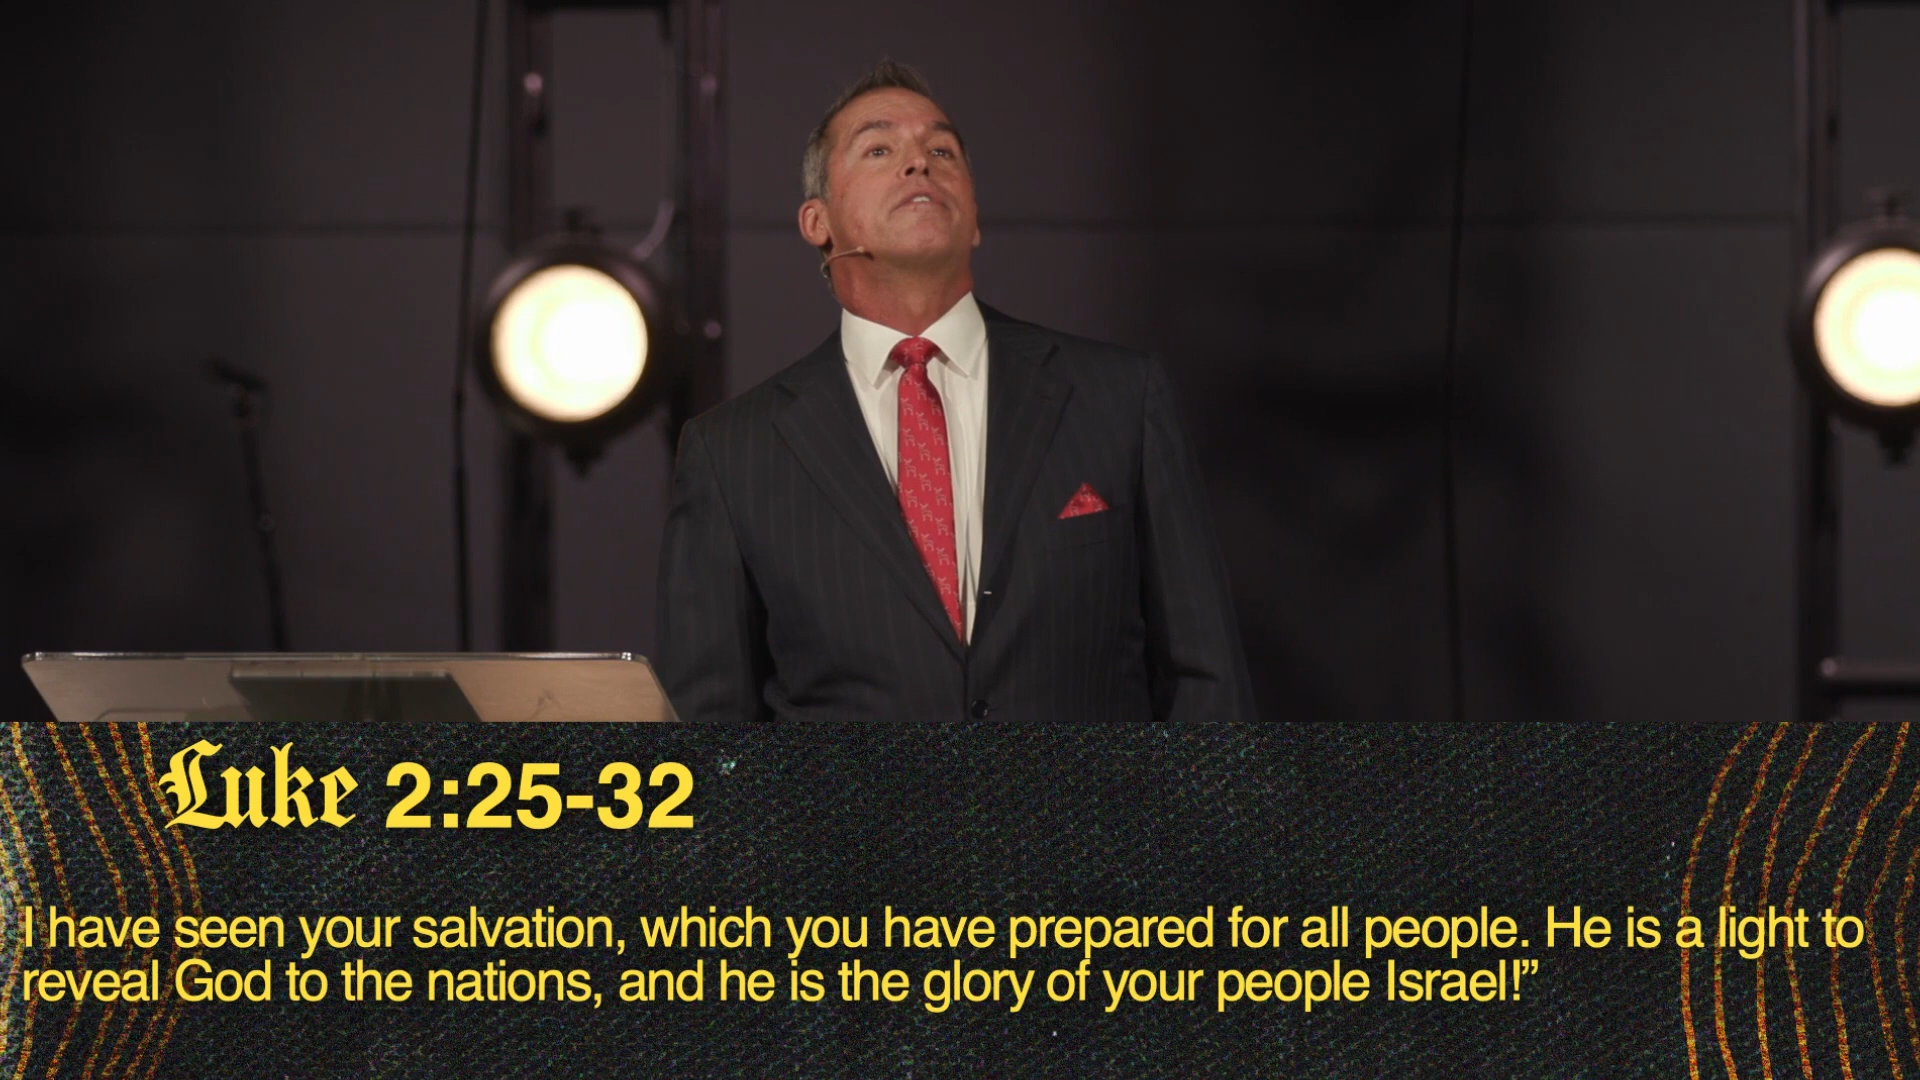 Luke 2:25-32
I have seen your salvation, which you have prepared for all people. He is a light to
reveal God to the nations, and he is the glory of your people Israel!”